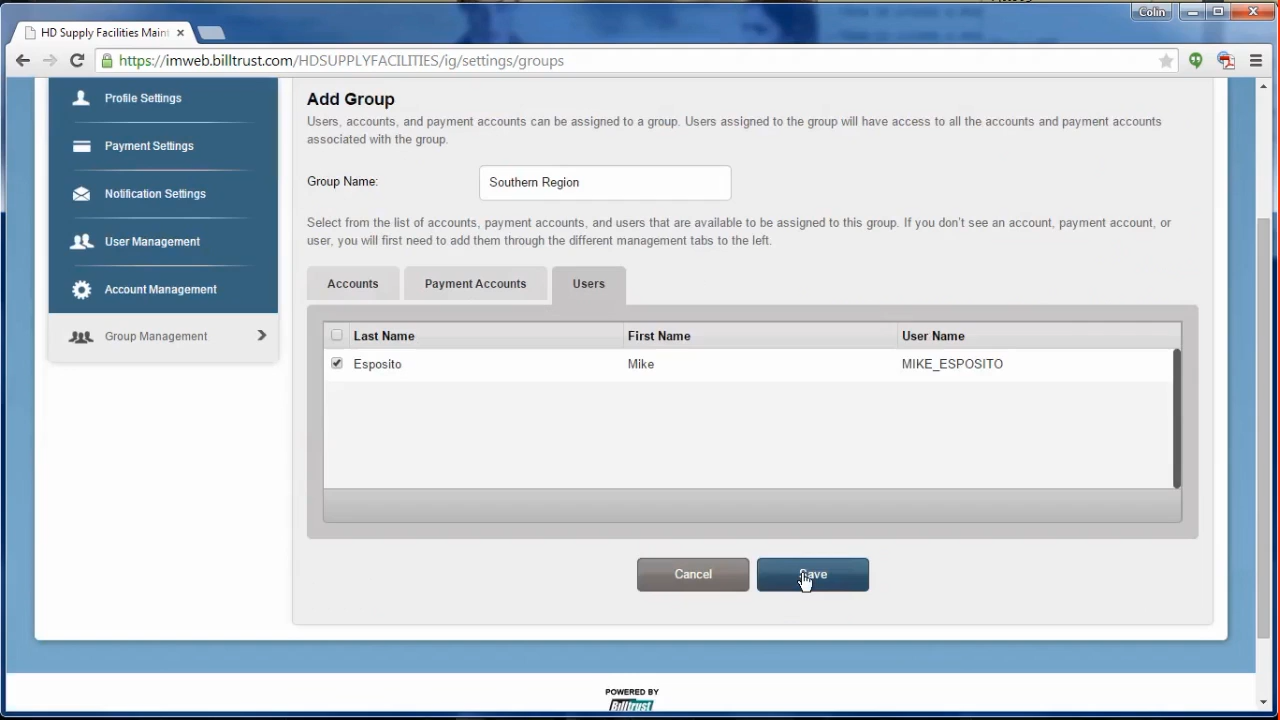 Colin
HD Supply Facilities Maint
https://imweb.billtrust.com/HDSUPPLYFACILITIES/ig/settings/groups
Profile Settings
Payment Settings
Notification Settings
User Management
Account Management
Group Management
Add Group
Users, accounts, and payment accounts can be assigned to a group. Users assigned to the group will have access to all the accounts and payment accounts
associated with the group.
Group Name:
Southern Region
Select from the list of accounts, payment accounts, and users that are available to be assigned to this group. If you don't see an account, payment account, or
user, you will first need to add them through the different management tabs to the left.
Accounts
Payment Accounts
Users
Last Name First Name User Name
Esposito Mike MIKE_ESPOSITO
Cancel
Save
POWERED BY
Billtrust